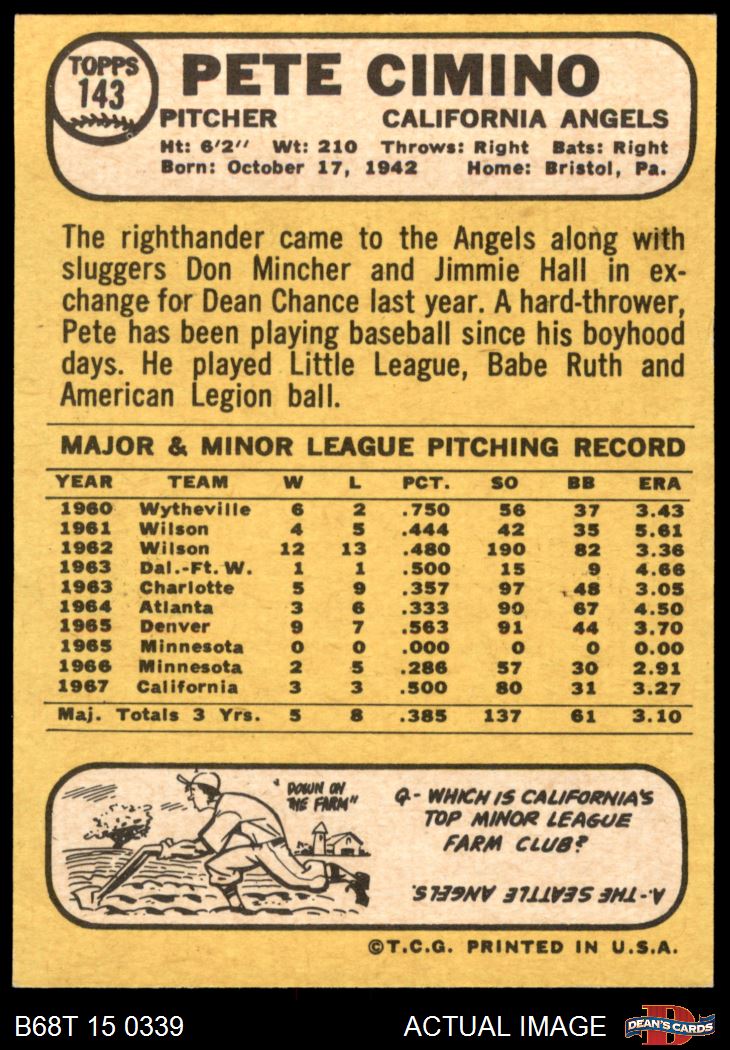 TOPPS
143
PETE CIMINO
PITCHER CALIFORNIA ANGELS
Ht: 6'2" Wt: 210 Throws: Right Bats: Right
Born: October 17, 1942 Home: Bristol, Pa.
The righthander came to the Angels along with
sluggers Don Mincher and Jimmie Hall in ex-
change for Dean Chance last year. A hard-thrower,
Pete has been playing baseball since his boyhood
days. He played Little League, Babe Ruth and
American Legion ball.
MAJOR & MINOR LEAGUE PITCHING RECORD
YEAR TEAM W L PCT. SO BB ERA
1960 Wytheville 6 2 .750 56 37 3.43
1961 Wilson 4 5 .444 42 35 5.61
1962 Wilson 12 13 .480 190 82 3.36
1963 Dal.-Ft. W. 1 1 .500 15 9 4.66
1963 Charlotte 5 9 .357 97 48 3.05
1964 Atlanta 3 6 .333 90 67 4.50
1965 Denver 9 7 .563 91 44 3.70
1965 Minnesota 0 0 .000 0 0 0.00
1966 Minnesota 2 5 .286 57 30 2.91
1967 California 3 3 .500 80 31 3.27
Maj. Totals 3 Yrs. 5 8 .385 137 61 3.10
"DOWN ON
THE FARM"
Q- WHICH IS CALIFORNIA'S
TOP MINOR LEAGUE
FARM CLUB?
A- THE SEATTLE ANGELS.
©T.C.G. PRINTED IN U.S.A.
B68T 15 0339 ACTUAL IMAGE
D
DEAN'S CARDS